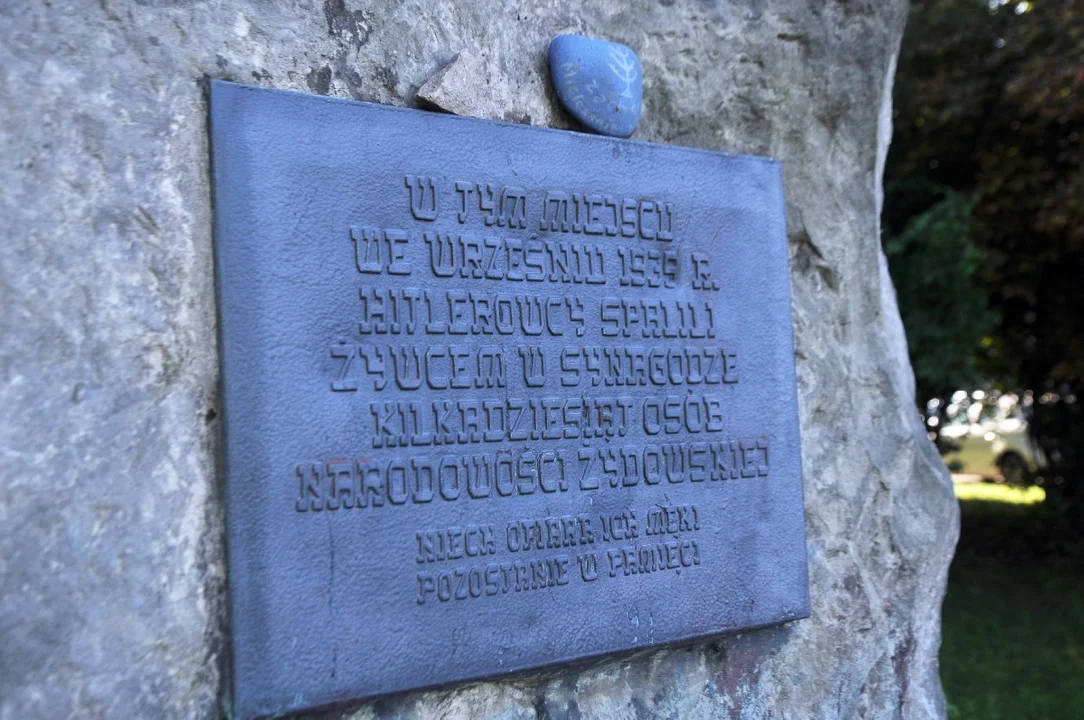 W TYM MIEJSCU
WE WRZEŚNIU 1939 R.
HITLEROWCY SPALILI
ŻYWCEM W SYNAGODZE
KILKADZIESIĄT OSÓB
NARODOWOŚCI ŻYDOWSKIEJ
NIECH OFIARA ICH MĘKI
POZOSTANIE W PAMIĘCI